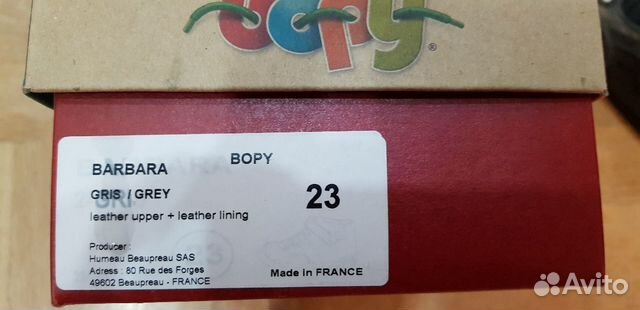 Bopy®
BARBARA BOPY
GRIS / GREY 23
leather upper + leather lining
Producer :
Humeau Beaupreau SAS
Adress : 80 Rue des Forges
49602 Beaupreau - FRANCE
Made in FRANCE
Avito